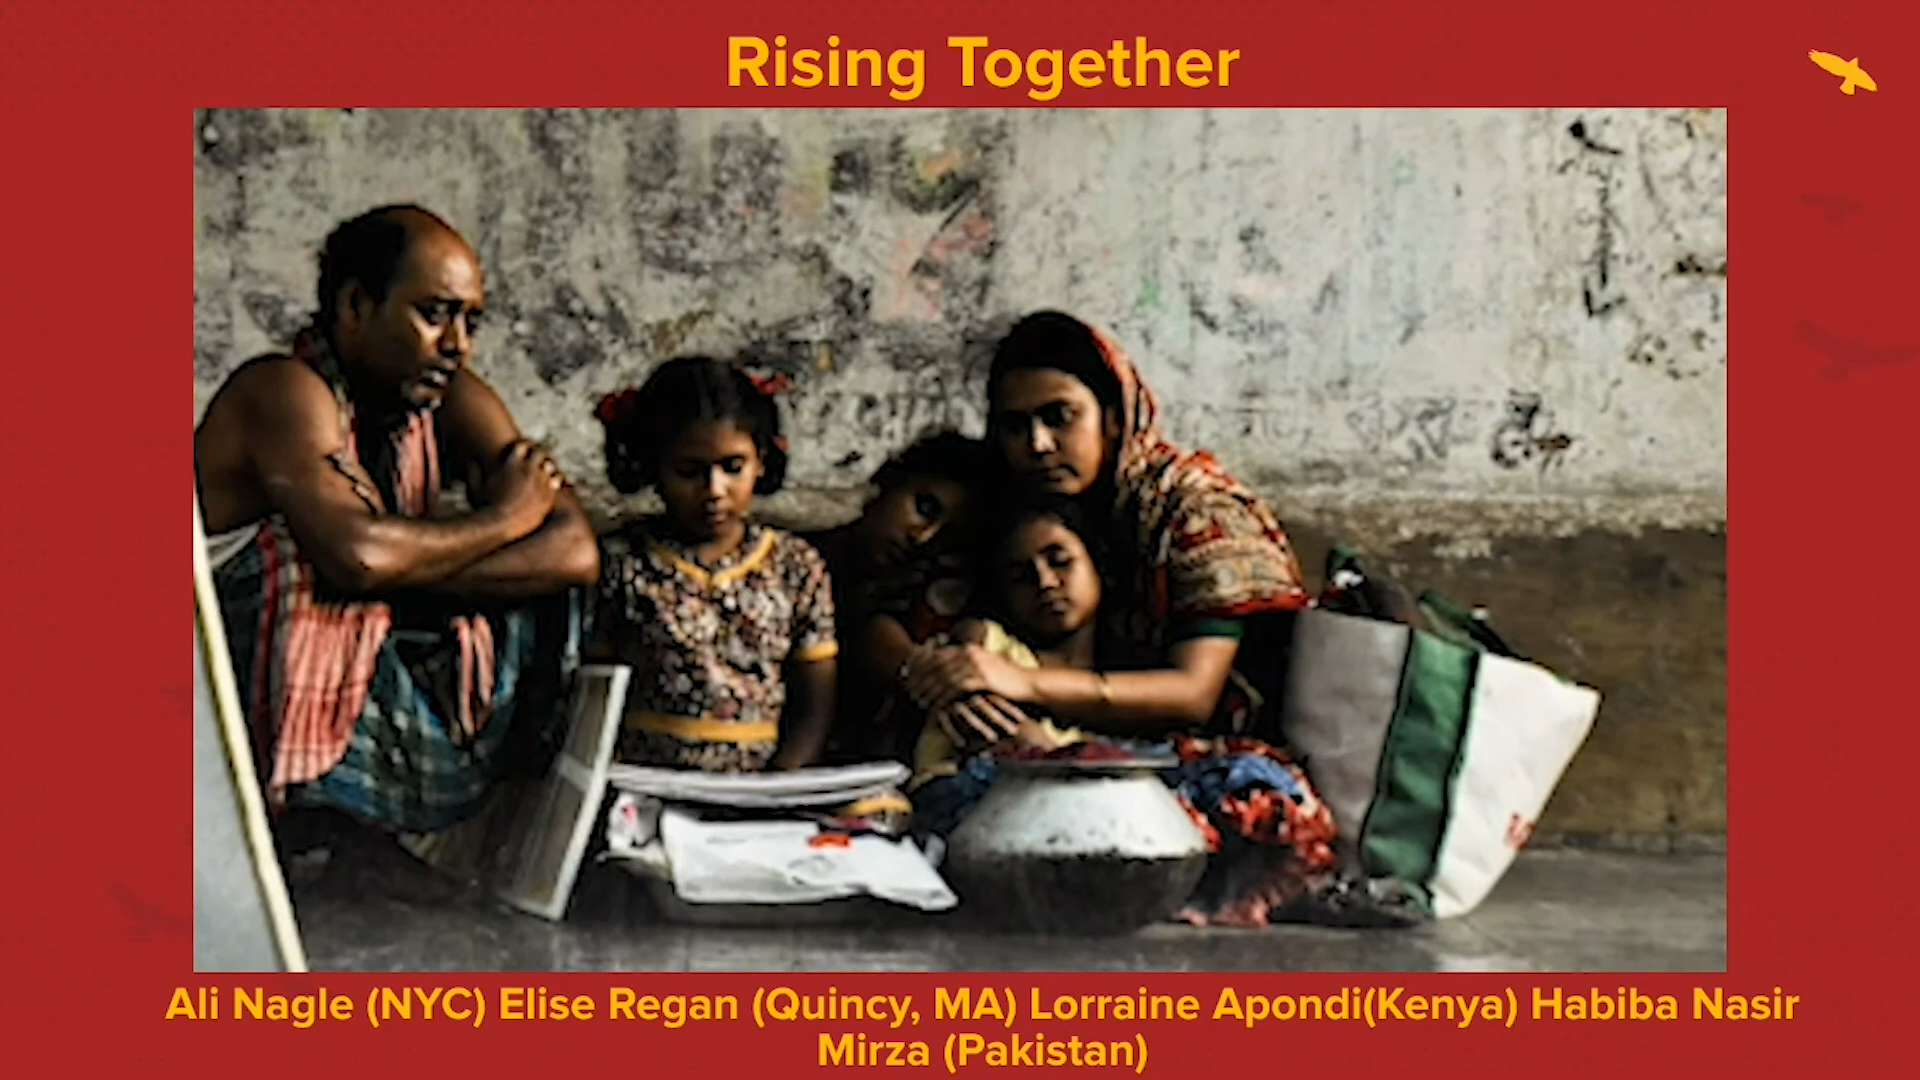 Rising Together
Ali Nagle (NYC) Elise Regan (Quincy, MA) Lorraine Apondi(Kenya) Habiba Nasir
Mirza (Pakistan)